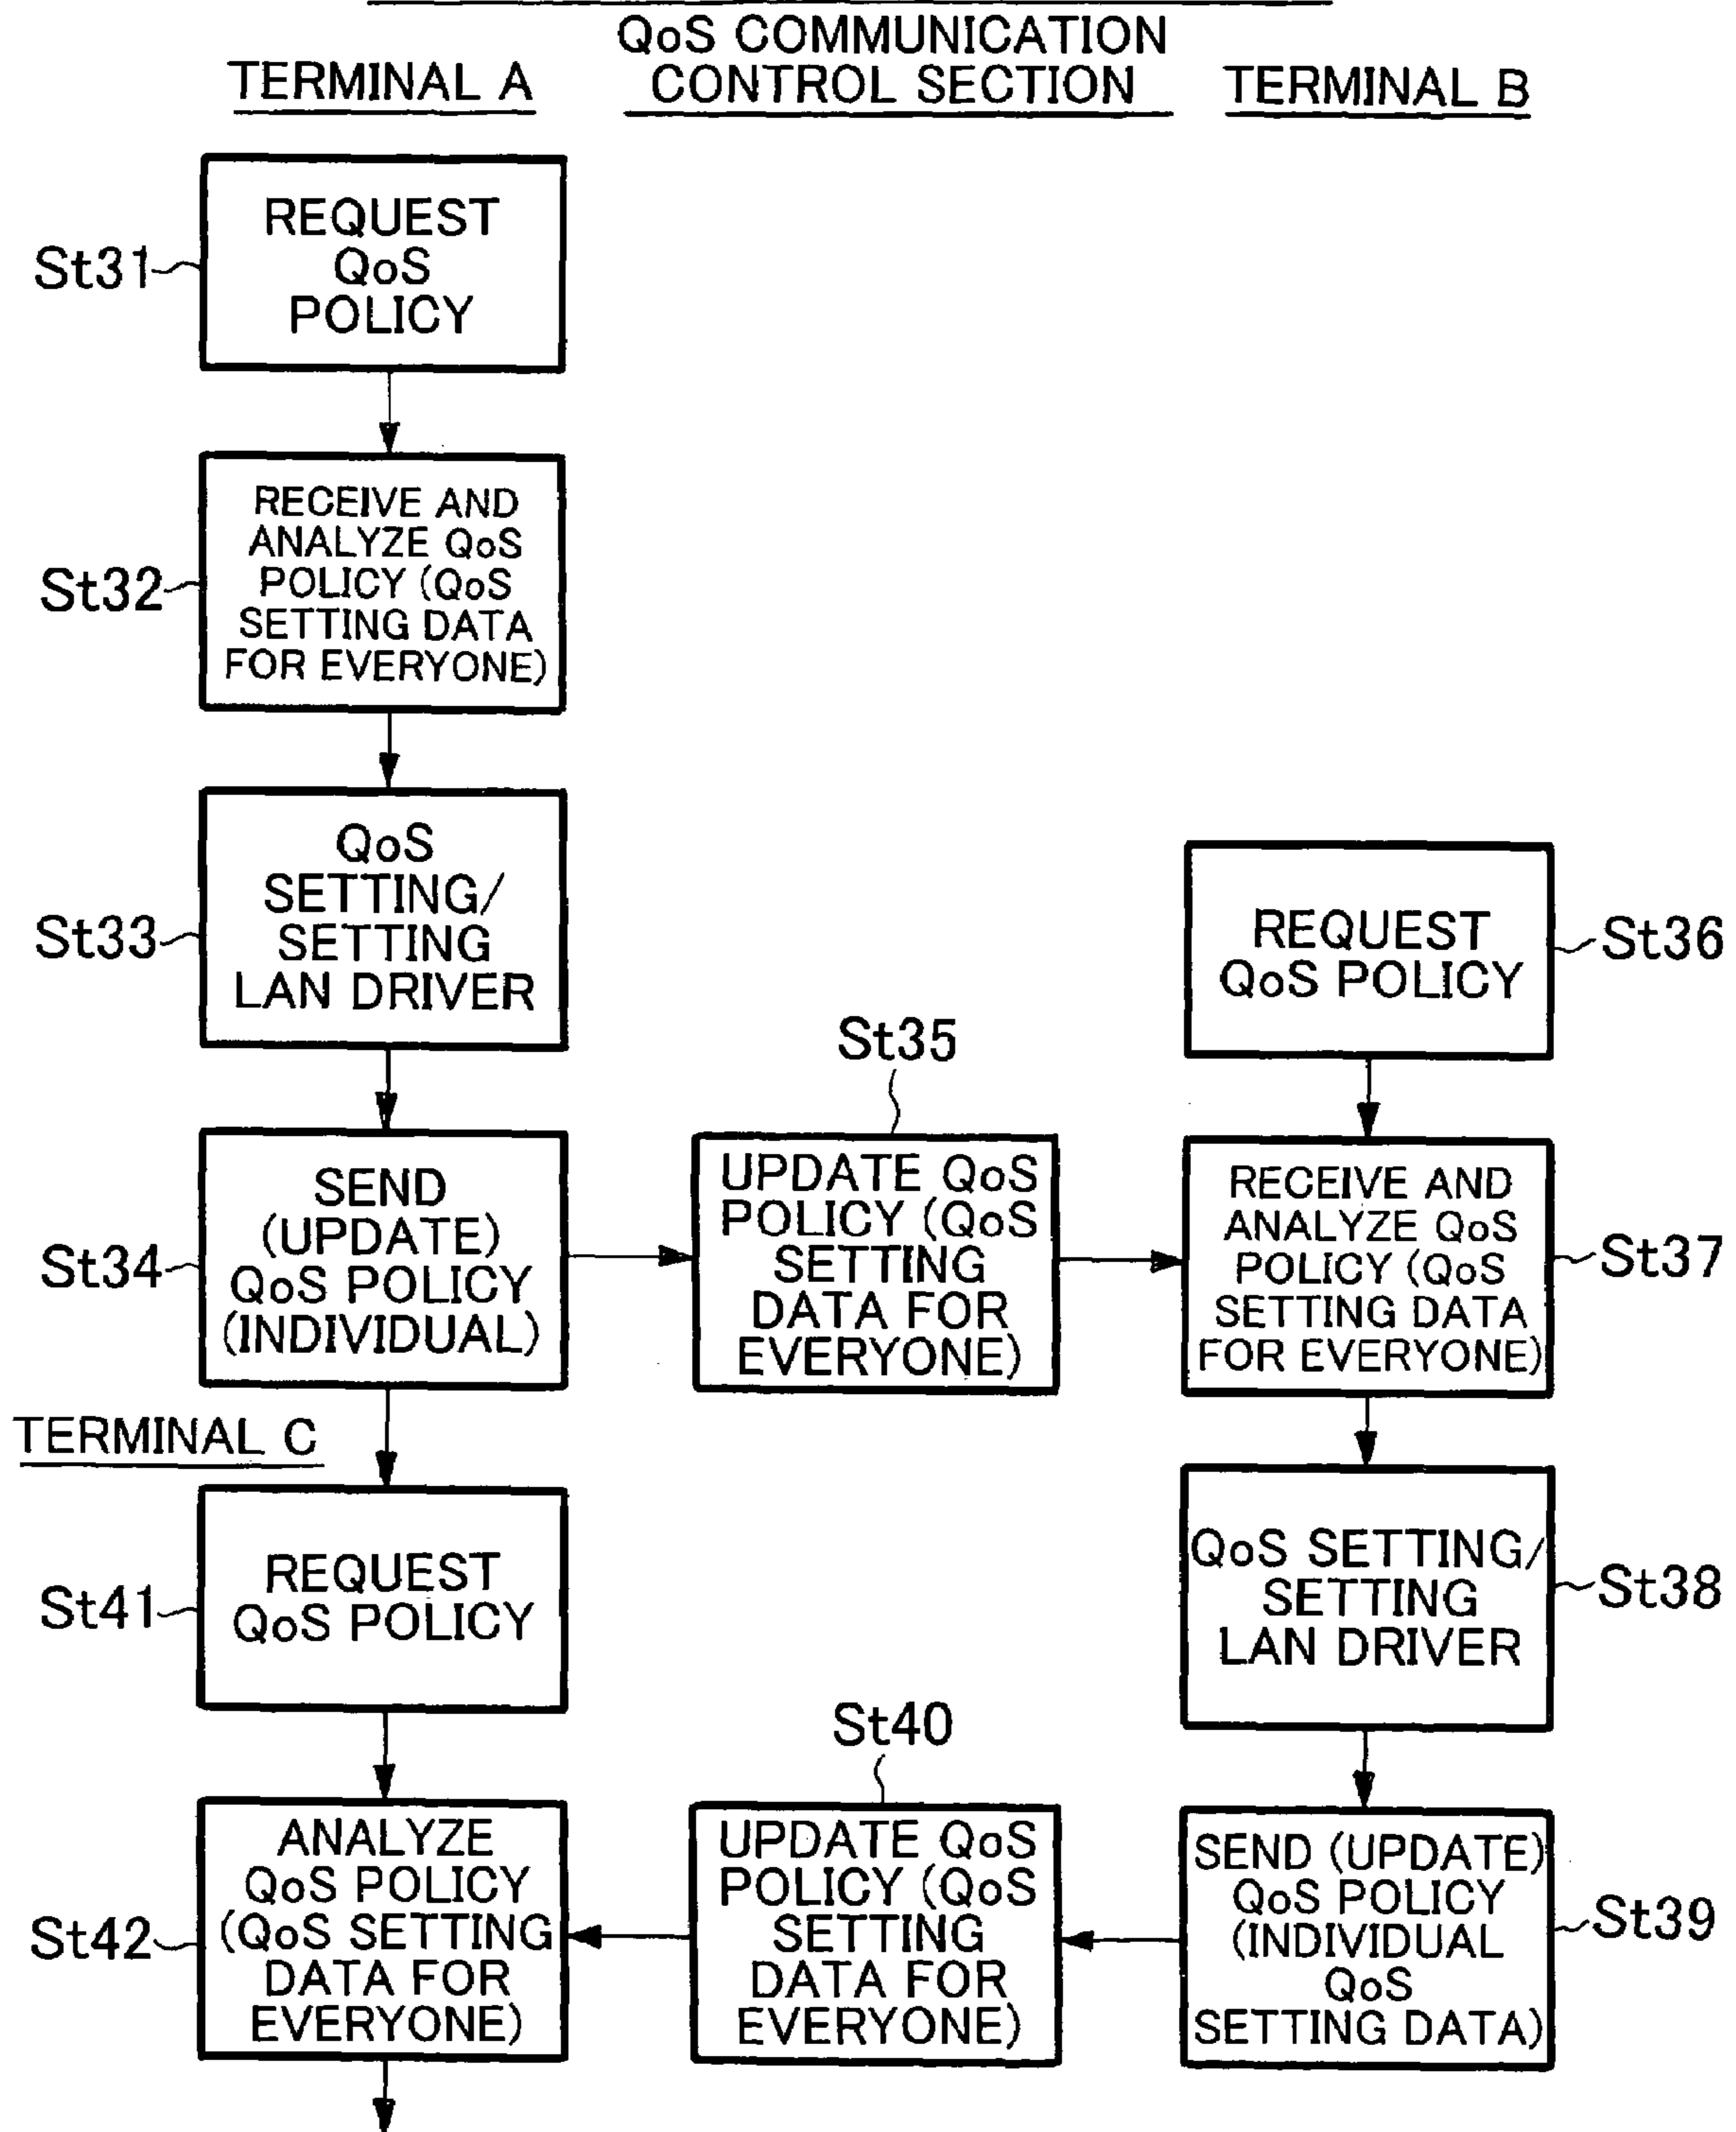 TERMINAL A
QoS COMMUNICATION
CONTROL SECTION
TERMINAL B
St31
REQUEST
QoS
POLICY
St32
RECEIVE AND
ANALYZE QoS
POLICY (QoS
SETTING DATA
FOR EVERYONE)
St33
QoS
SETTING/
SETTING
LAN DRIVER
St34
SEND
(UPDATE)
QoS POLICY
(INDIVIDUAL)
St35
UPDATE QoS
POLICY (QoS
SETTING
DATA FOR
EVERYONE)
St36
REQUEST
QoS POLICY
St37
RECEIVE AND
ANALYZE QoS
POLICY (QoS
SETTING DATA
FOR EVERYONE)
St38
QoS SETTING/
SETTING
LAN DRIVER
St39
SEND (UPDATE)
QoS POLICY
(INDIVIDUAL
QoS
SETTING DATA)
St40
UPDATE QoS
POLICY (QoS
SETTING
DATA FOR
EVERYONE)
TERMINAL C
St41
REQUEST
QoS POLICY
St42
ANALYZE
QoS POLICY
(QoS SETTING
DATA FOR
EVERYONE)